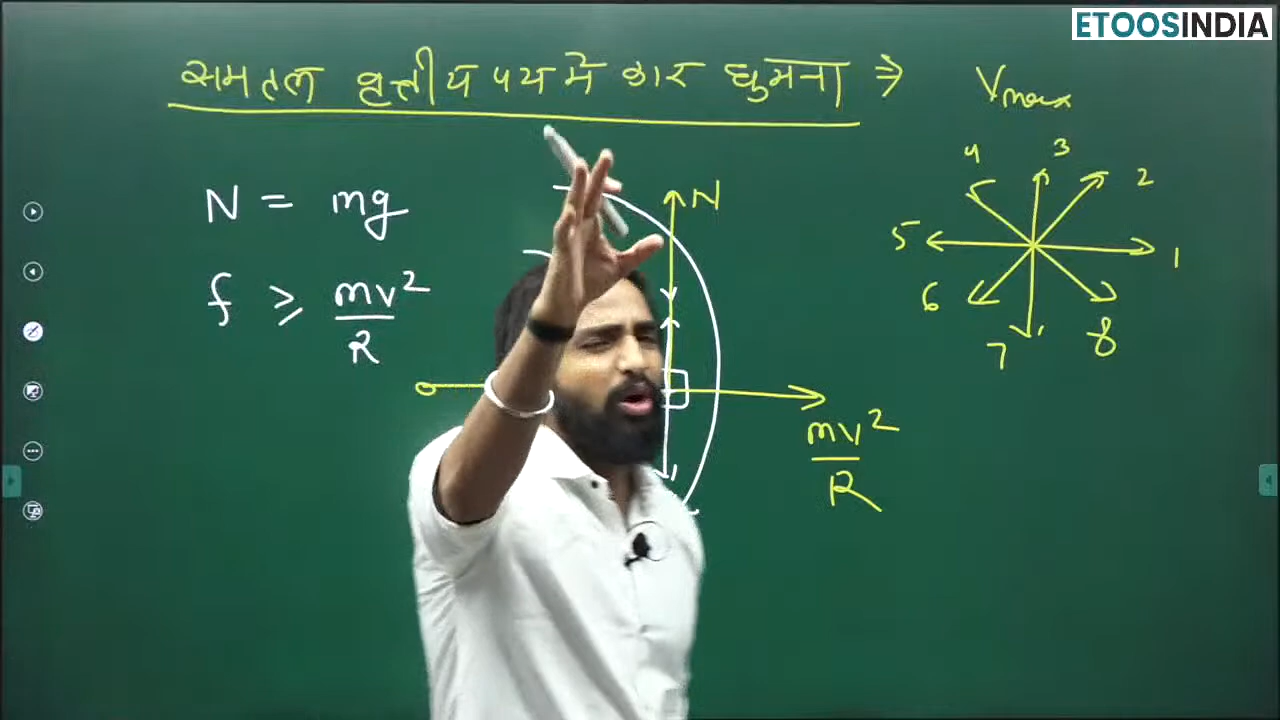 ETOOSINDIA
समतल वृत्तीय पथ में कार घुमना ⇒ Vmax
N = mg
f ⩾ mv²/R
N
mv²/R
4 3 2
5 1
6 7 8